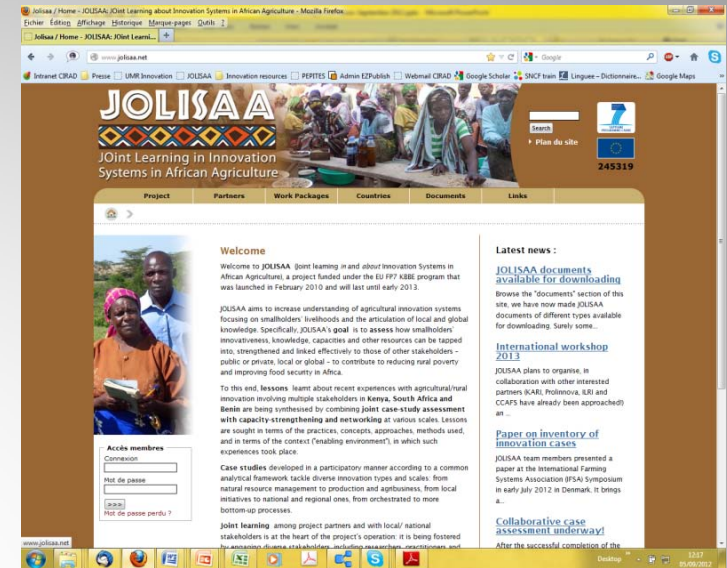 Jolisaa / Home - JOLISAA: JOint Learning about Innovation Systems in African Agriculture - Mozilla Firefox
Fichier Édition Affichage Historique Marque-pages Outils ?
Jolisaa / Home - JOLISAA: JOint Learni...
www.jolisaa.net
Google
Intranet CIRAD Presse UMR Innovation JOLISAA Innovation resources PEPITES Admin EZPublish Webmail CIRAD Google Scholar SNCF train Linguee – Dictionnaire... Google Maps
JOLISAA
JOint Learning in Innovation
Systems in African Agriculture
Search
Plan du site
245319
Project Partners Work Packages Countries Documents Links
Welcome
Welcome to JOLISAA (Joint learning in and about Innovation Systems in
African Agriculture), a project funded under the EU FP7 KBBE program that
was launched in February 2010 and will last until early 2013.
JOLISAA aims to increase understanding of agricultural innovation systems
focusing on smallholders' livelihoods and the articulation of local and global
knowledge. Specifically, JOLISAA's goal is to assess how smallholders'
innovativeness, knowledge, capacities and other resources can be tapped
into, strengthened and linked effectively to those of other stakeholders –
public or private, local or global – to contribute to reducing rural poverty
and improving food security in Africa.
To this end, lessons learnt about recent experiences with agricultural/rural
innovation involving multiple stakeholders in Kenya, South Africa and
Benin are being synthesised by combining joint case-study assessment
with capacity-strengthening and networking at various scales. Lessons
are sought in terms of the practices, concepts, approaches, methods used,
and in terms of the context ("enabling environment"), in which such
experiences took place.
Case studies developed in a participatory manner according to a common
analytical framework tackle diverse innovation types and scales: from
natural resource management to production and agribusiness, from local
initiatives to national and regional ones, from orchestrated to more
bottom-up processes.
Joint learning among project partners and with local/ national
stakeholders is at the heart of the project's operation: it is being fostered
by engaging diverse stakeholders, including researchers, practitioners and
Accès membres
Connexion
Mot de passe
>>>
Mot de passe perdu ?
Latest news :
JOLISAA documents
available for downloading
Browse the "documents" section of this
site, we have now made JOLISAA
documents of different types available
for downloading. Surely some...
International workshop
2013
JOLISAA plans to organise, in
collaboration with other interested
partners (KARI, Prolinnova, ILRI and
CCAFS have already been approached!)
an ...
Paper on inventory of
innovation cases
JOLISAA team members presented a
paper at the International Farming
Systems Association (IFSA) Symposium
in early July 2012 in Denmark. It brings
a...
Collaborative case
assessment underway!
After the successful completion of the
www.jolisaa.net
Desktop
12:17
05/09/2012